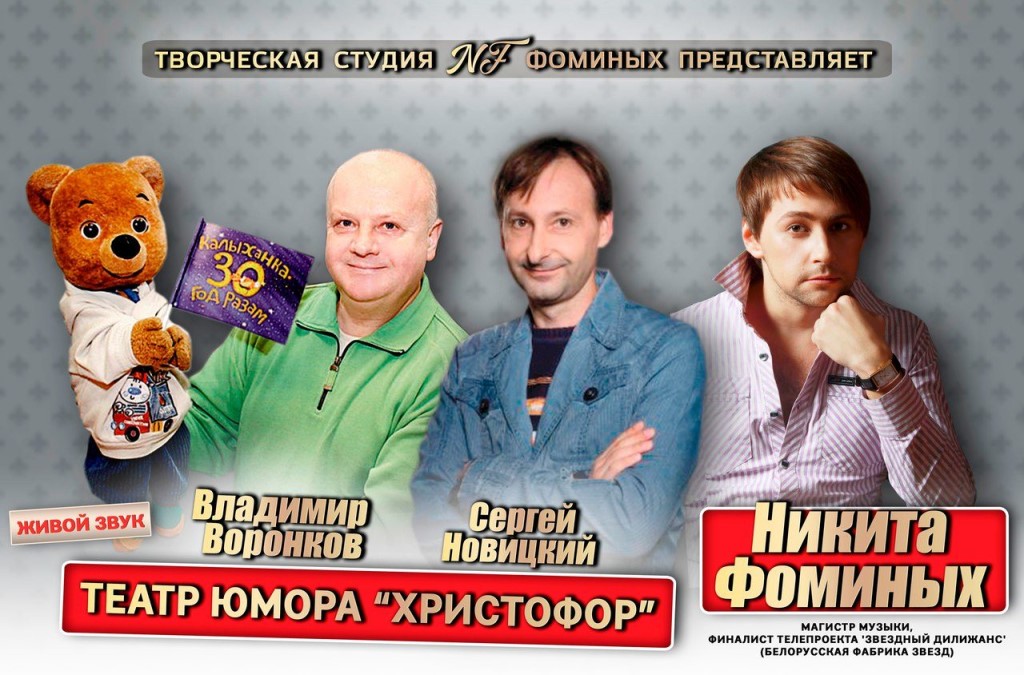 ТВОРЧЕСКАЯ СТУДИЯ NF ФОМИНЫХ ПРЕДСТАВЛЯЕТ
Калыханка-
30
год разам
ЖИВОЙ ЗВУК
Владимир
Воронков
Сергей
Новицкий
Никита
Фоминых
ТЕАТР ЮМОРА "ХРИСТОФОР"
МАГИСТР МУЗЫКИ,
ФИНАЛИСТ ТЕЛЕПРОЕКТА 'ЗВЕЗДНЫЙ ДИЛИЖАНС'
(БЕЛОРУССКАЯ ФАБРИКА ЗВЕЗД)